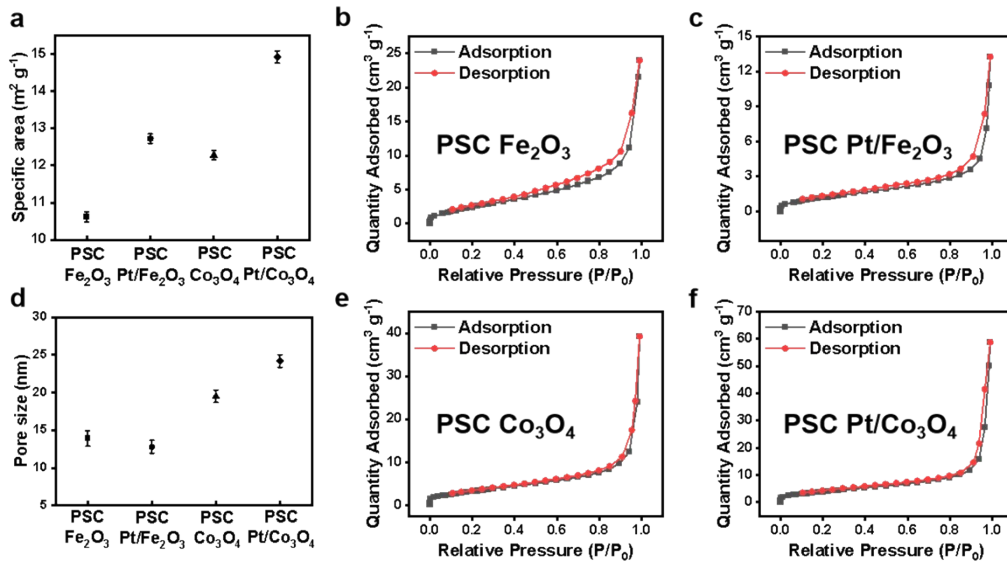 a
Specific area (m² g⁻¹)
15
14
13
12
11
10
PSC PSC PSC PSC
Fe₂O₃ Pt/Fe₂O₃ Co₃O₄ Pt/Co₃O₄
b
Quantity Adsorbed (cm³ g⁻¹)
25
20
15
10
5
0
Adsorption
Desorption
PSC Fe₂O₃
0.0 0.2 0.4 0.6 0.8 1.0
Relative Pressure (P/P₀)
c
Quantity Adsorbed (cm³ g⁻¹)
15
12
9
6
3
0
Adsorption
Desorption
PSC Pt/Fe₂O₃
0.0 0.2 0.4 0.6 0.8 1.0
Relative Pressure (P/P₀)
d
Pore size (nm)
30
25
20
15
10
5
PSC PSC PSC PSC
Fe₂O₃ Pt/Fe₂O₃ Co₃O₄ Pt/Co₃O₄
e
Quantity Adsorbed (cm³ g⁻¹)
40
30
20
10
0
Adsorption
Desorption
PSC Co₃O₄
0.0 0.2 0.4 0.6 0.8 1.0
Relative Pressure (P/P₀)
f
Quantity Adsorbed (cm³ g⁻¹)
70
60
50
40
30
20
10
0
Adsorption
Desorption
PSC Pt/Co₃O₄
0.0 0.2 0.4 0.6 0.8 1.0
Relative Pressure (P/P₀)